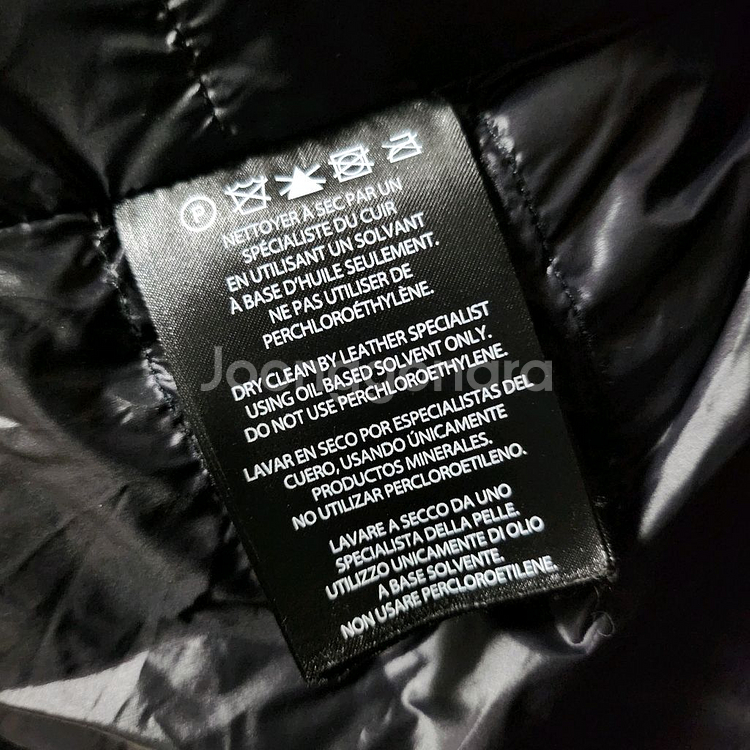 P
NETTOYER À SEC PAR UN
SPÉCIALISTE DU CUIR
EN UTILISANT UN SOLVANT
À BASE D'HUILE SEULEMENT.
NE PAS UTILISER DE
PERCHLOROÉTHYLÈNE.
DRY CLEAN BY LEATHER SPECIALIST
USING OIL BASED SOLVENT ONLY.
DO NOT USE PERCHLOROETHYLENE.
Joonggonara
LAVAR EN SECO POR ESPECIALISTAS DEL
CUERO, USANDO ÚNICAMENTE
PRODUCTOS MINERALES.
NO UTILIZAR PERCLOROETILENO.
LAVARE A SECCO DA UNO
SPECIALISTA DELLA PELLE.
UTILIZZO UNICAMENTE DI OLIO
A BASE SOLVENTE.
NON USARE PERCLOROETILENE.